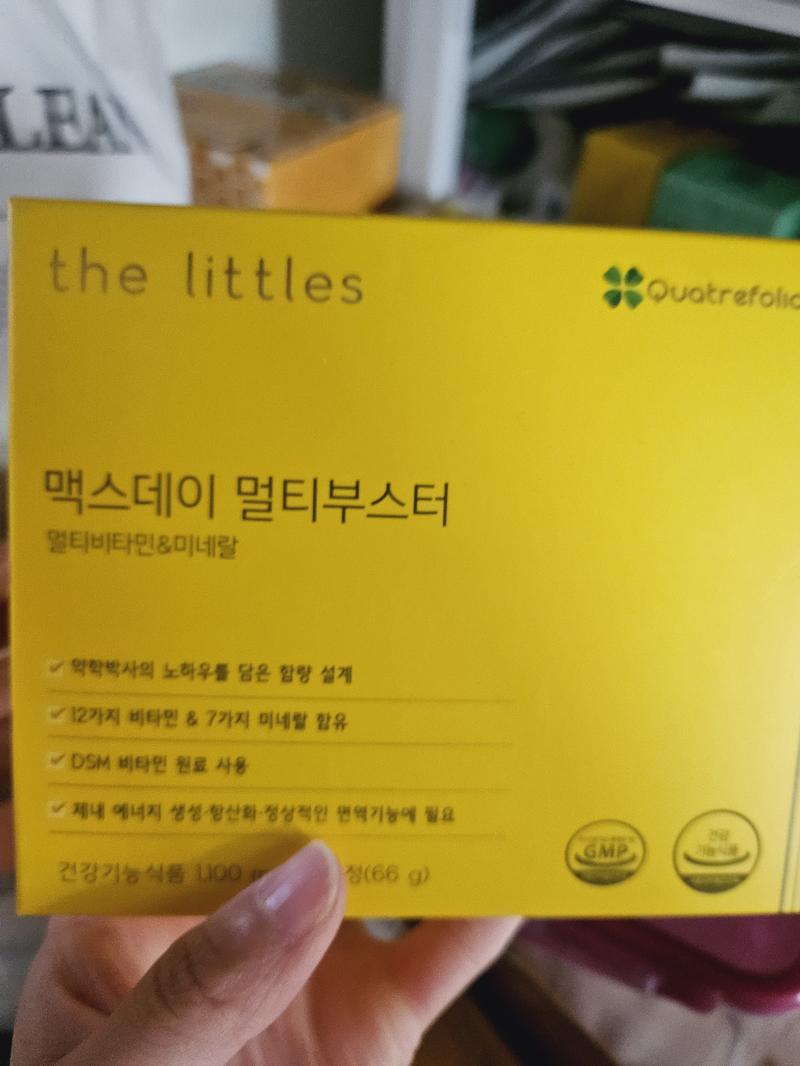 LEAN
the littles
Quatrefolic
맥스데이 멀티부스터
멀티비타민&미네랄
약학박사의 노하우를 담은 함량 설계
12가지 비타민 & 7가지 미네랄 함유
DSM 비타민 원료 사용
체내 에너지 생성·항산화·정상적인 면역기능에 필요
건강기능식품 1,100 정(66 g)
GMP
건강
기능식품